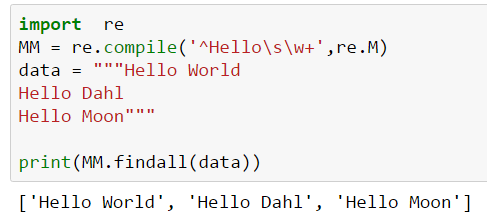 import  re
MM = re.compile('^Hello\s\w+',re.M)
data = """Hello World
Hello Dahl
Hello Moon"""
print(MM.findall(data))
['Hello World', 'Hello Dahl', 'Hello Moon']